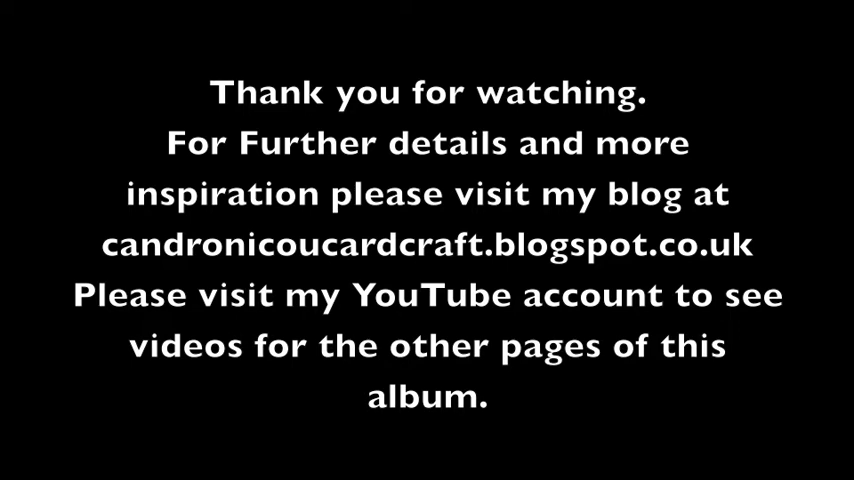 Thank you for watching.
For Further details and more
inspiration please visit my blog at
candronicoucardcraft.blogspot.co.uk
Please visit my YouTube account to see
videos for the other pages of this
album.